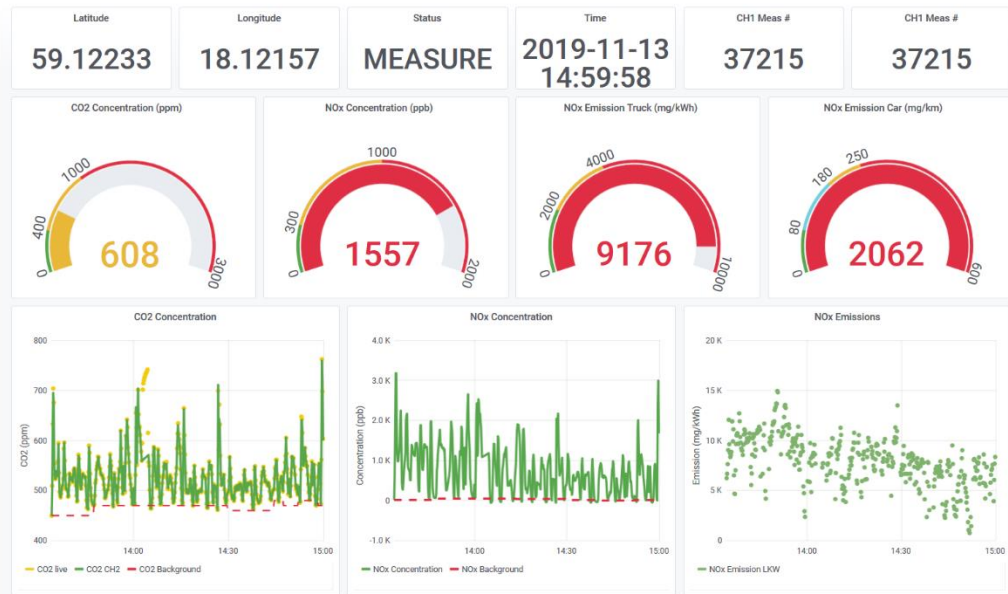 Latitude
59.12233
Longitude
18.12157
Status
MEASURE
Time
2019-11-13
14:59:58
CH1 Meas #
37215
CH1 Meas #
37215
CO2 Concentration (ppm)
0
400
1000
3000
608
NOx Concentration (ppb)
0
300
1000
2000
1557
NOx Emission Truck (mg/kWh)
0
2000
4000
10000
9176
NOx Emission Car (mg/km)
0
80
180
250
600
2062
CO2 Concentration
CO2 (ppm)
800
700
600
500
400
14:00
14:30
15:00
CO2 live
CO2 CH2
CO2 Background
NOx Concentration
Concentration (ppb)
4.0 K
3.0 K
2.0 K
1.0 K
0
-1.0 K
14:00
14:30
15:00
NOx Concentration
NOx Background
NOx Emissions
Emission (mg/kWh)
20 K
15 K
10 K
5 K
0
14:00
14:30
15:00
NOx Emission LKW